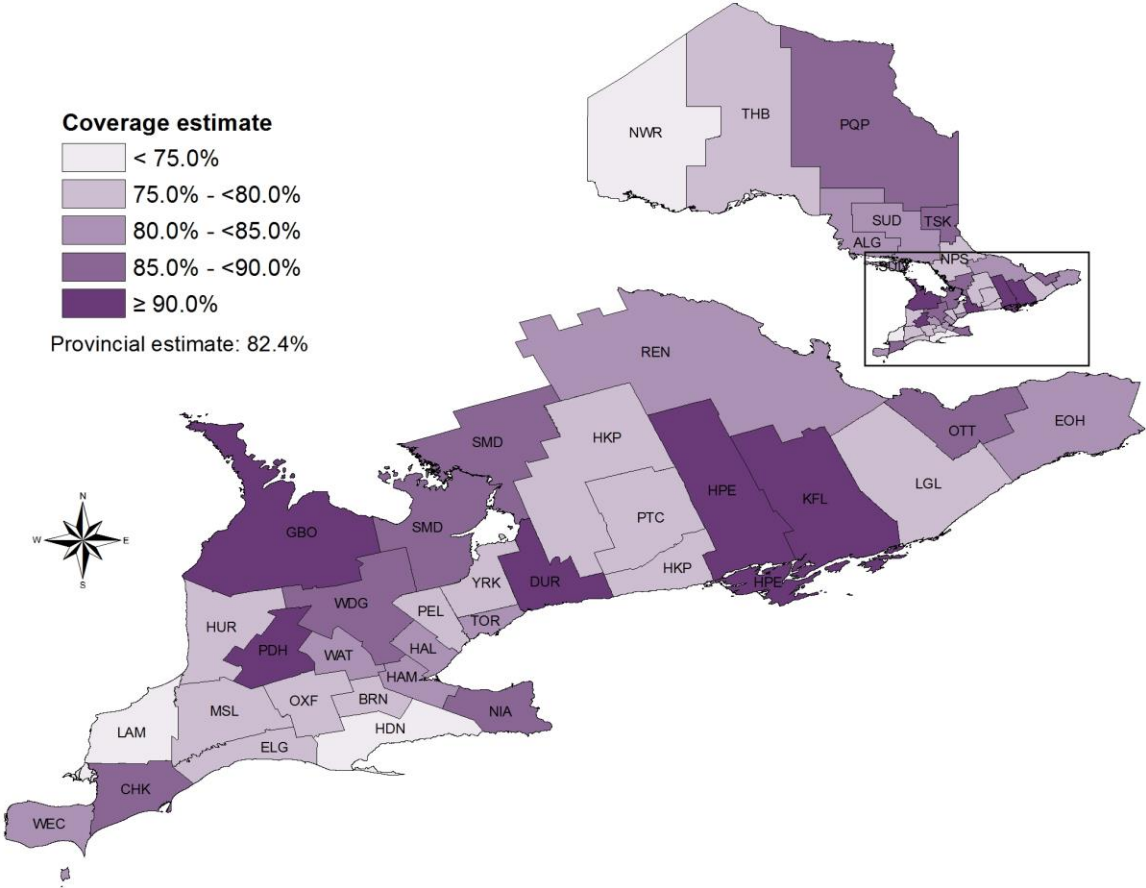 Coverage estimate
< 75.0%
75.0% - <80.0%
80.0% - <85.0%
85.0% - <90.0%
≥ 90.0%
Provincial estimate: 82.4%
NWR
THB
PQP
SUD
TSK
ALG
NPS
SUD
REN
SMD
HKP
OTT
EOH
HPE
KFL
LGL
PTC
GBO
SMD
HKP
HPE
YRK
DUR
WDG
PEL
TOR
HUR
PDH
WAT
HAL
HAM
OXF
BRN
NIA
MSL
HDN
LAM
ELG
CHK
WEC
N
W
E
S